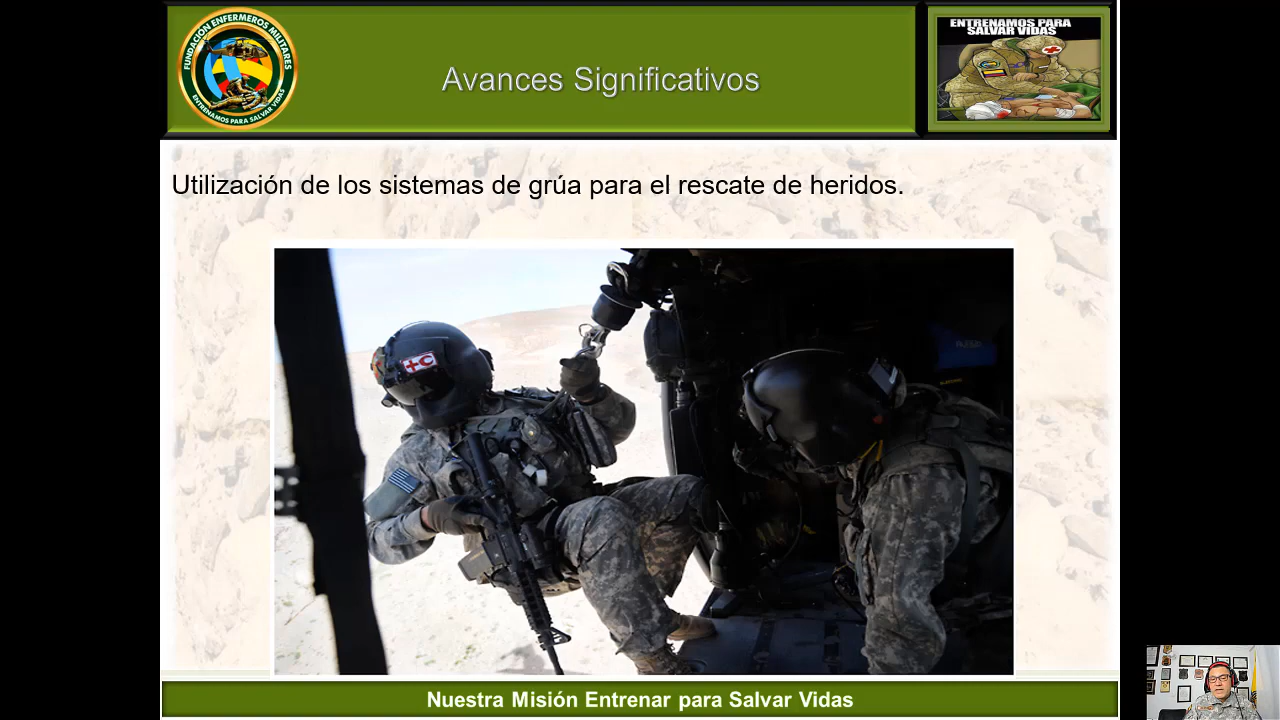 FUNDACIÓN ENFERMEROS MILITARES
ENTRENAMOS PARA SALVAR VIDAS
Avances Significativos
ENTRENAMOS PARA
SALVAR VIDAS
Utilización de los sistemas de grúa para el rescate de heridos.
Nuestra Misión Entrenar para Salvar Vidas